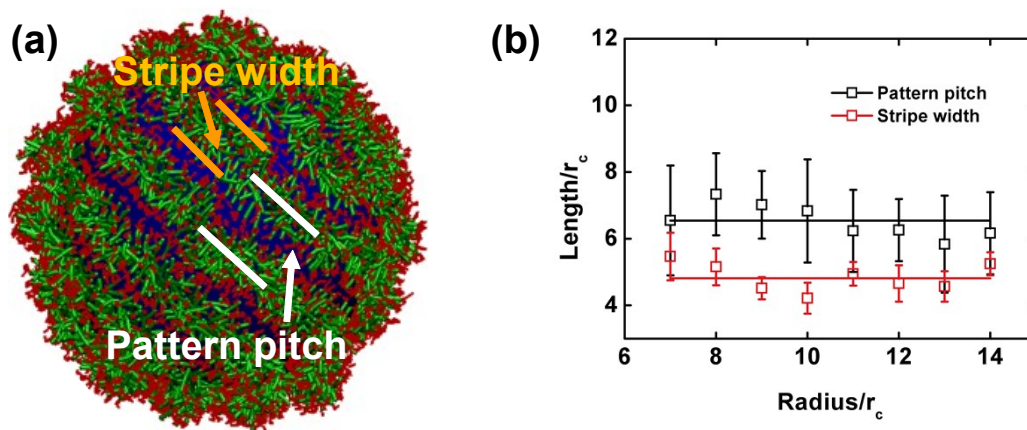 (a)
Stripe width
Pattern pitch
(b)
12
10
8
6
4
Length/r_c
Pattern pitch
Stripe width
6 8 10 12 14
Radius/r_c